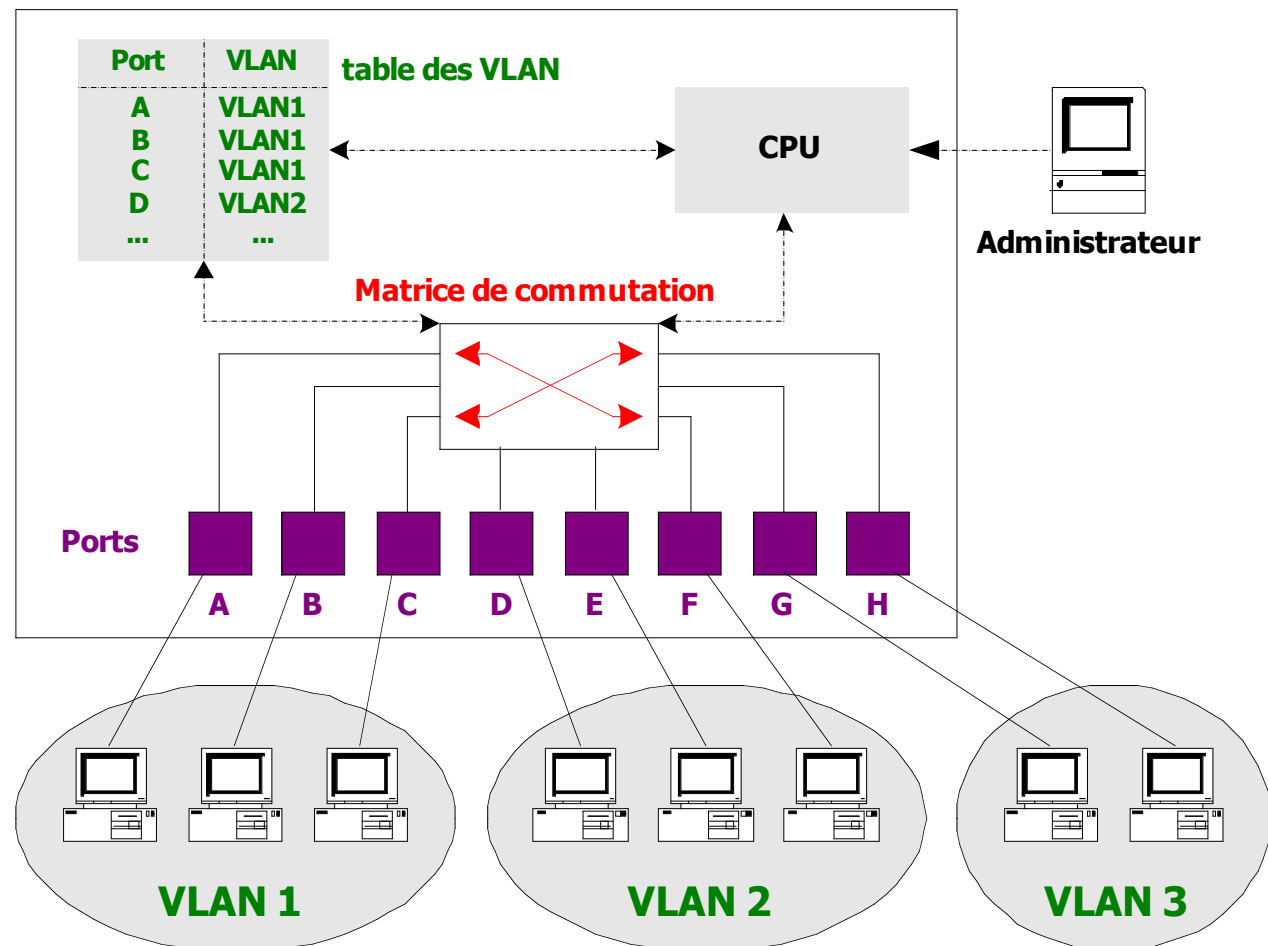 Port VLAN
table des VLAN
A VLAN1
B VLAN1
C VLAN1
D VLAN2
... ...
CPU
Administrateur
Matrice de commutation
Ports
A B C D E F G H
VLAN 1 VLAN 2 VLAN 3